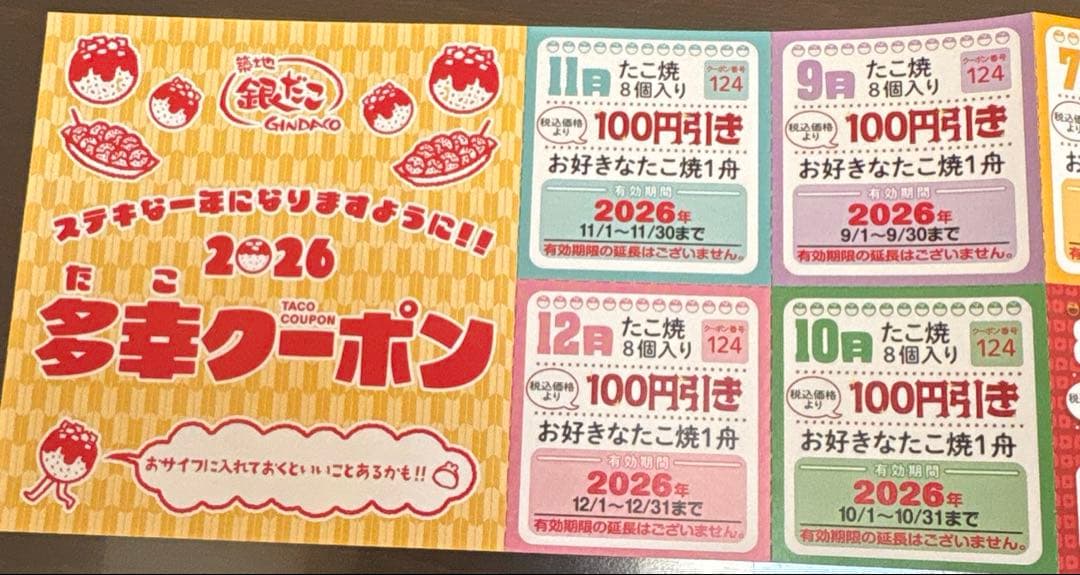 築地
銀だこ
GINDACO
ステキな一年になりますように!!
2026
たこ
多幸クーポン
TACO
COUPON
おサイフに入れておくといいことあるかも!!
11月
たこ焼
8個入り
クーポン番号
124
税込価格
より
100円引き
お好きなたこ焼1舟
有効期間
2026年
11/1〜11/30まで
有効期限の延長はございません。
9月
たこ焼
8個入り
クーポン番号
124
税込価格
より
100円引き
お好きなたこ焼1舟
有効期間
2026年
9/1〜9/30まで
有効期限の延長はございません。
7
12月
たこ焼
8個入り
クーポン番号
124
税込価格
より
100円引き
お好きなたこ焼1舟
有効期間
2026年
12/1〜12/31まで
有効期限の延長はございません。
10月
たこ焼
8個入り
クーポン番号
124
税込価格
より
100円引き
お好きなたこ焼1舟
有効期間
2026年
10/1〜10/31まで
有効期限の延長はございません。